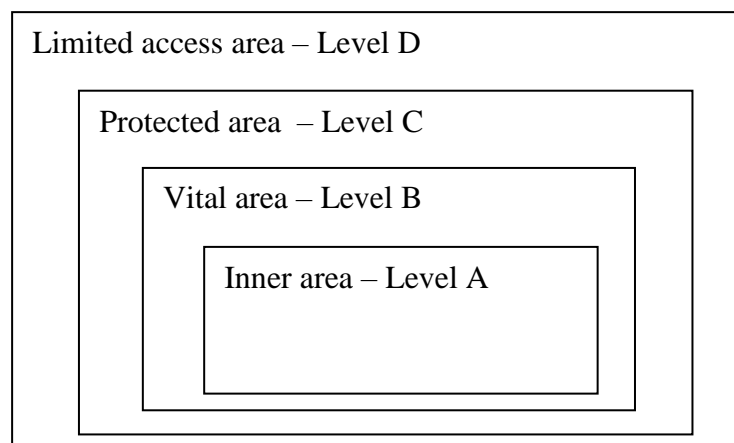 Limited access area – Level D
Protected area – Level C
Vital area – Level B
Inner area – Level A